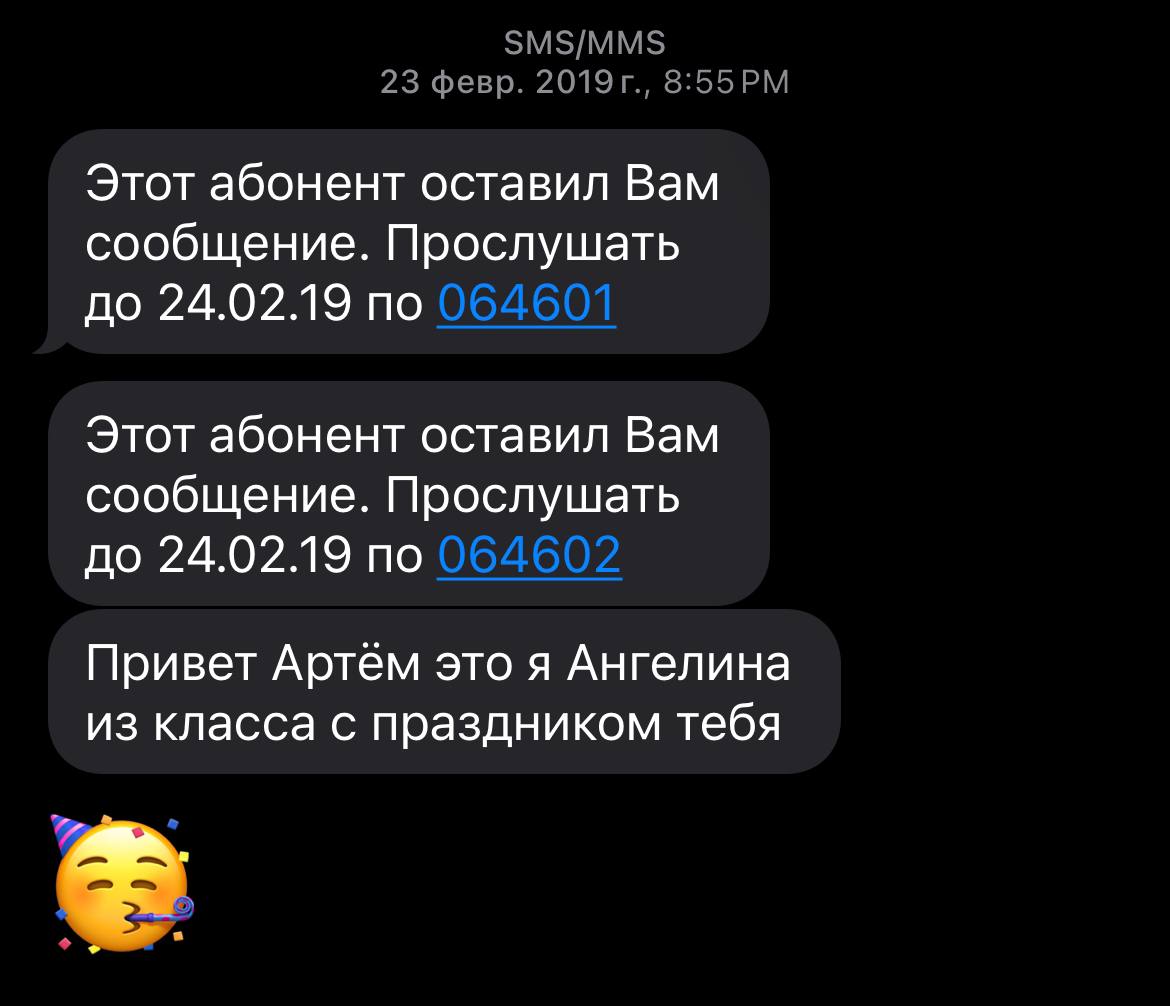 SMS/MMS
23 февр. 2019 г., 8:55 PM
Этот абонент оставил Вам
сообщение. Прослушать
до 24.02.19 по 064601
Этот абонент оставил Вам
сообщение. Прослушать
до 24.02.19 по 064602
Привет Артём это я Ангелина
из класса с праздником тебя
🥳